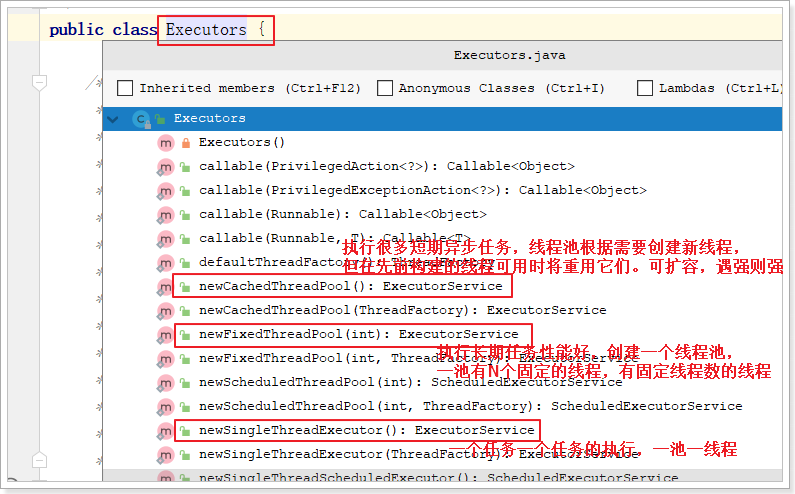 public class Executors {
Executors.java
Inherited members (Ctrl+F12) Anonymous Classes (Ctrl+I) Lambdas (Ctrl+L)
Executors
Executors()
callable(PrivilegedAction<?>): Callable<Object>
callable(PrivilegedExceptionAction<?>): Callable<Object>
callable(Runnable): Callable<Object>
callable(Runnable, T): Callable<T>
执行很多短期异步任务，线程池根据需要创建新线程，
defaultThreadFactory(): ThreadFactory
但在先前构建的线程可用时将重用它们。可扩容，遇强则强
newCachedThreadPool(): ExecutorService
newCachedThreadPool(ThreadFactory): ExecutorService
newFixedThreadPool(int): ExecutorService
执行长期任务性能好，创建一个线程池，
newFixedThreadPool(int, ThreadFactory): ExecutorService
一池有N个固定的线程，有固定线程数的线程
newScheduledThreadPool(int): ScheduledExecutorService
newScheduledThreadPool(int, ThreadFactory): ScheduledExecutorService
newSingleThreadExecutor(): ExecutorService
一个任务一个任务的执行，一池一线程
newSingleThreadExecutor(ThreadFactory): ExecutorService
newSingleThreadScheduledExecutor(): ScheduledExecutorService